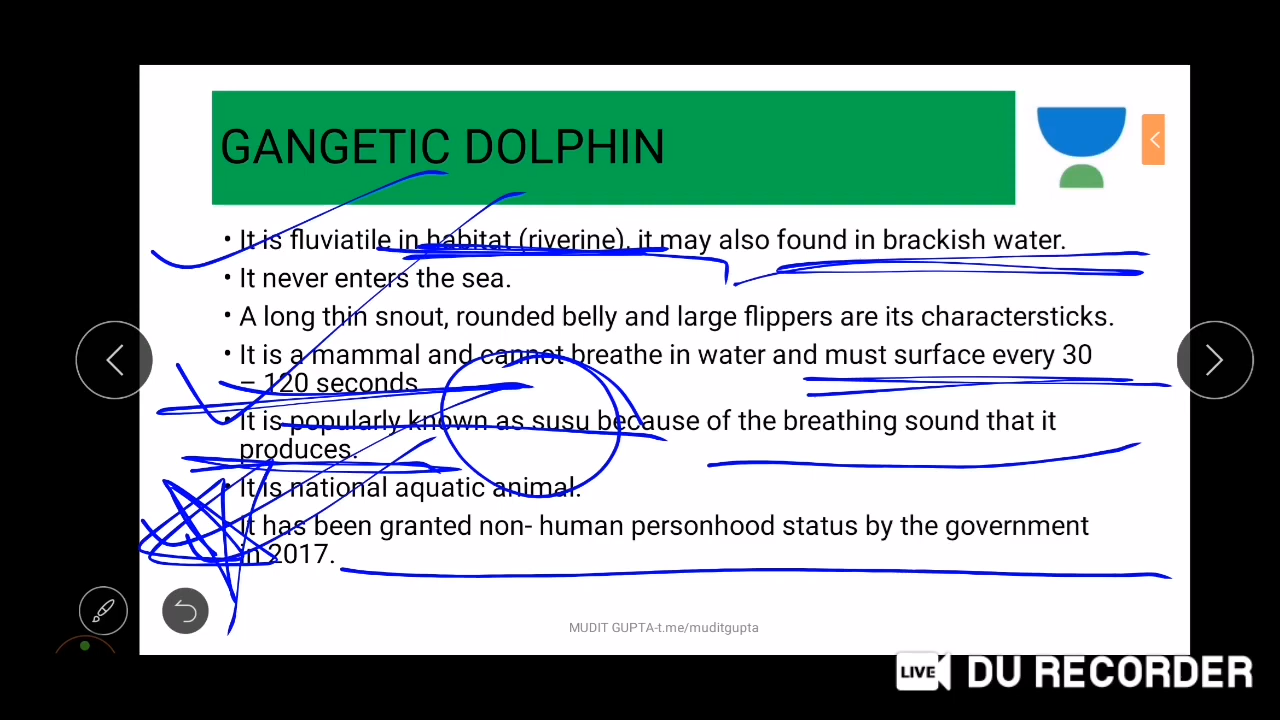 GANGETIC DOLPHIN
• It is fluviatile in habitat (riverine). it may also found in brackish water.
• It never enters the sea.
• A long thin snout, rounded belly and large flippers are its charactersticks.
• It is a mammal and cannot breathe in water and must surface every 30
– 120 seconds
• It is popularly known as susu because of the breathing sound that it
produces.
• It is national aquatic animal.
It has been granted non- human personhood status by the government
in 2017.
MUDIT GUPTA-t.me/muditgupta
LIVE DU RECORDER